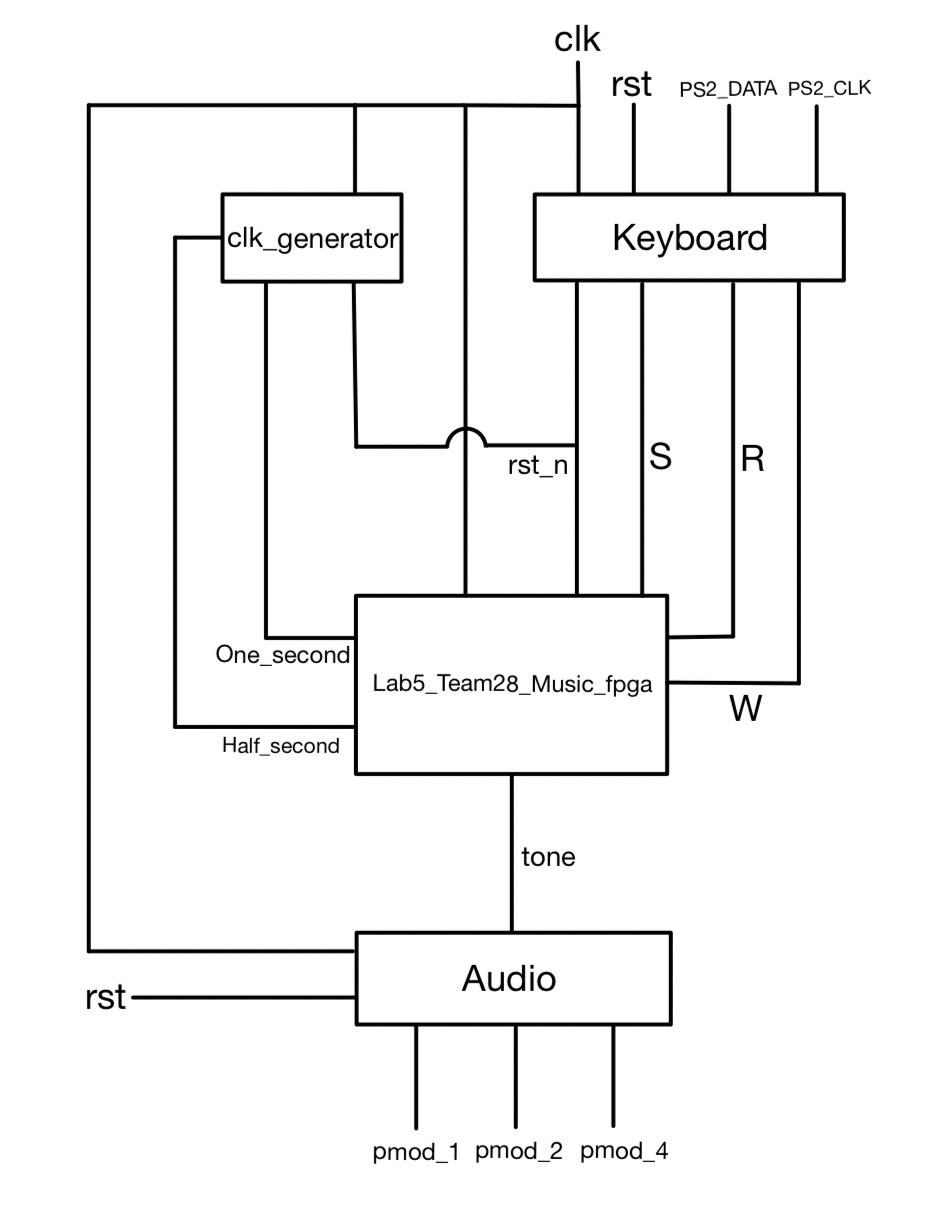 clk
rst
PS2_DATA
PS2_CLK
clk_generator
Keyboard
rst_n
S
R
One_second
Lab5_Team28_Music_fpga
W
Half_second
tone
Audio
rst
pmod_1
pmod_2
pmod_4